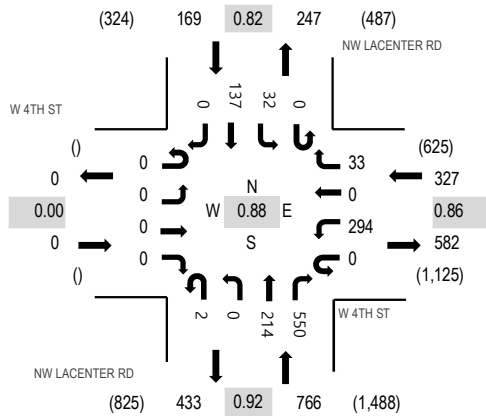 (324) 169 0.82 247 (487)
NW LACENTER RD
W 4TH ST
0 137 32 0
() 0 33 (625)
0 0 N 0 327
0.00 W 0.88 E 0.86
0 0 S 294 582
() 0 0 (1,125)
2 0 214 550
W 4TH ST
NW LACENTER RD
(825) 433 0.92 766 (1,488)